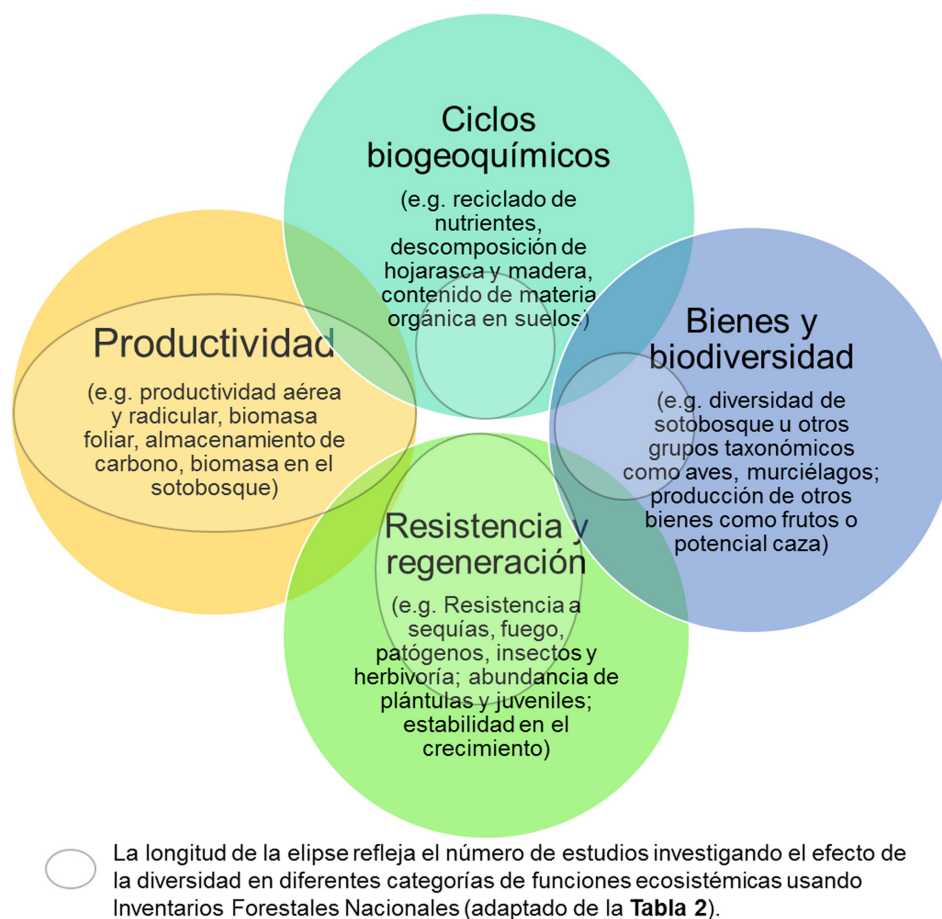 Ciclos
biogeoquímicos
(e.g. reciclado de
nutrientes,
descomposición de
hojarasca y madera,
contenido de materia
orgánica en suelos)
Productividad
(e.g. productividad aérea
y radicular, biomasa
foliar, almacenamiento de
carbono, biomasa en el
sotobosque)
Bienes y
biodiversidad
(e.g. diversidad de
sotobosque u otros
grupos taxonómicos
como aves, murciélagos;
producción de otros
bienes como frutos o
potencial caza)
Resistencia y
regeneración
(e.g. Resistencia a
sequías, fuego,
patógenos, insectos y
herbivoría; abundancia de
plántulas y juveniles;
estabilidad en el
crecimiento)
La longitud de la elipse refleja el número de estudios investigando el efecto de
la diversidad en diferentes categorías de funciones ecosistémicas usando
Inventarios Forestales Nacionales (adaptado de la Tabla 2).